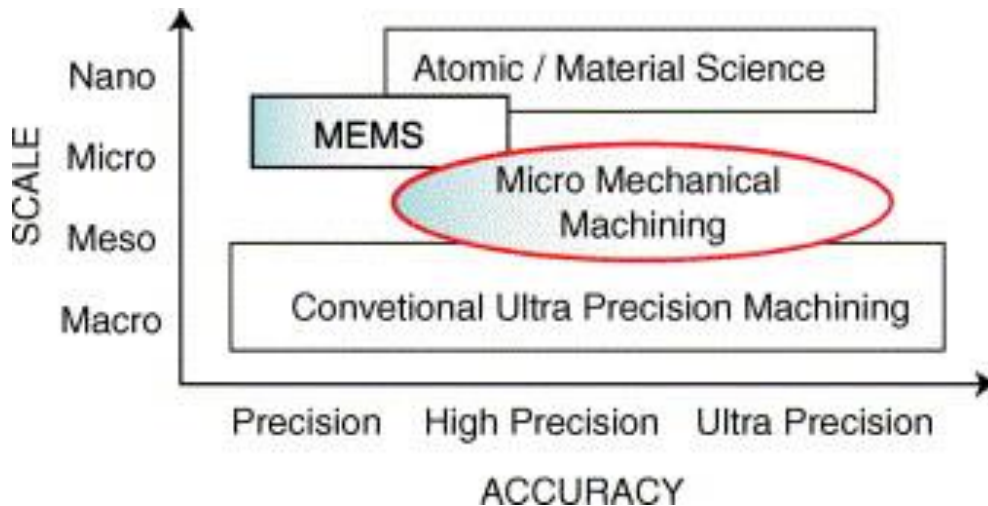 Nano
Atomic / Material Science
MEMS
Micro
Micro Mechanical
Machining
SCALE
Meso
Macro
Convetional Ultra Precision Machining
Precision
High Precision
Ultra Precision
ACCURACY